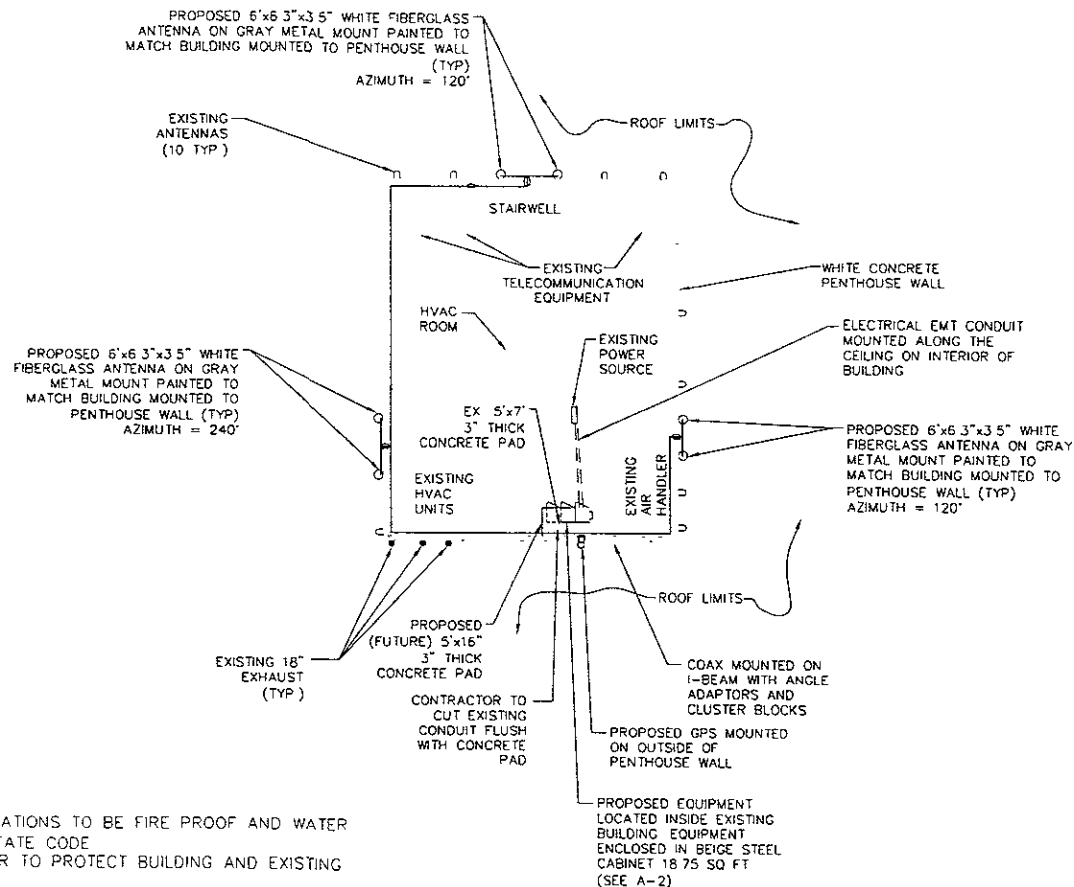 PROPOSED 6'x6 3"x3 5" WHITE FIBERGLASS
ANTENNA ON GRAY METAL MOUNT PAINTED TO
MATCH BUILDING MOUNTED TO PENTHOUSE WALL
(TYP)
AZIMUTH = 120°
EXISTING
ANTENNAS
(10 TYP )
ROOF LIMITS
STAIRWELL
EXISTING
TELECOMMUNICATION
EQUIPMENT
WHITE CONCRETE
PENTHOUSE WALL
HVAC
ROOM
EXISTING
POWER
SOURCE
ELECTRICAL EMT CONDUIT
MOUNTED ALONG THE
CEILING ON INTERIOR OF
BUILDING
PROPOSED 6'x6 3"x3 5" WHITE
FIBERGLASS ANTENNA ON GRAY
METAL MOUNT PAINTED TO
MATCH BUILDING MOUNTED TO
PENTHOUSE WALL (TYP)
AZIMUTH = 240°
EX 5'x7'
3" THICK
CONCRETE PAD
PROPOSED 6'x6 3"x3 5" WHITE
FIBERGLASS ANTENNA ON GRAY
METAL MOUNT PAINTED TO
MATCH BUILDING MOUNTED TO
PENTHOUSE WALL (TYP)
AZIMUTH = 120°
EXISTING
HVAC
UNITS
EXISTING
AIR
HANDLER
ROOF LIMITS
PROPOSED
(FUTURE) 5'x16"
3" THICK
CONCRETE PAD
EXISTING 18"
EXHAUST
(TYP )
COAX MOUNTED ON
I-BEAM WITH ANGLE
ADAPTORS AND
CLUSTER BLOCKS
CONTRACTOR TO
CUT EXISTING
CONDUIT FLUSH
WITH CONCRETE
PAD
PROPOSED GPS MOUNTED
ON OUTSIDE OF
PENTHOUSE WALL
PROPOSED EQUIPMENT
LOCATED INSIDE EXISTING
BUILDING EQUIPMENT
ENCLOSED IN BEIGE STEEL
CABINET 18 75 SQ FT
(SEE A-2)
ATIONS TO BE FIRE PROOF AND WATER
ATE CODE
R TO PROTECT BUILDING AND EXISTING